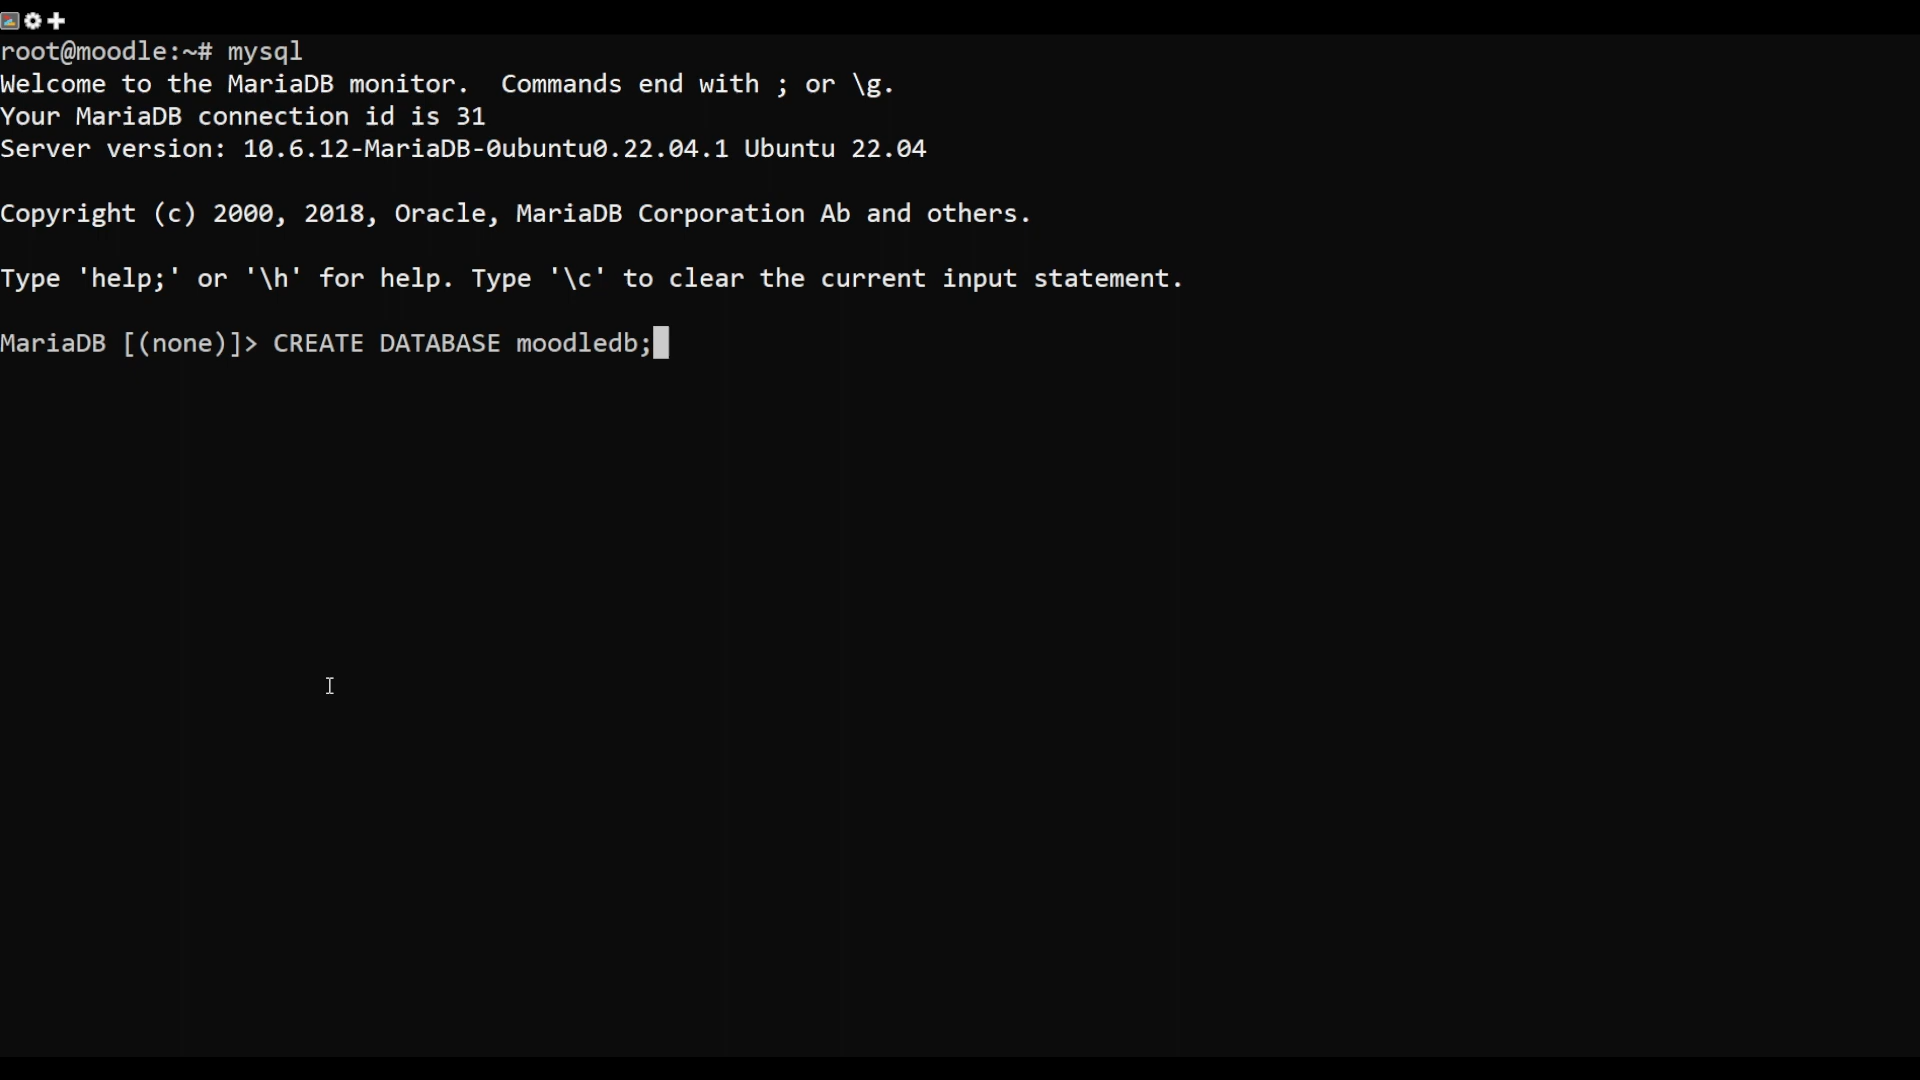 root@moodle:~# mysql
Welcome to the MariaDB monitor.  Commands end with ; or \g.
Your MariaDB connection id is 31
Server version: 10.6.12-MariaDB-0ubuntu0.22.04.1 Ubuntu 22.04
Copyright (c) 2000, 2018, Oracle, MariaDB Corporation Ab and others.
Type 'help;' or '\h' for help. Type '\c' to clear the current input statement.
MariaDB [(none)]> CREATE DATABASE moodledb;